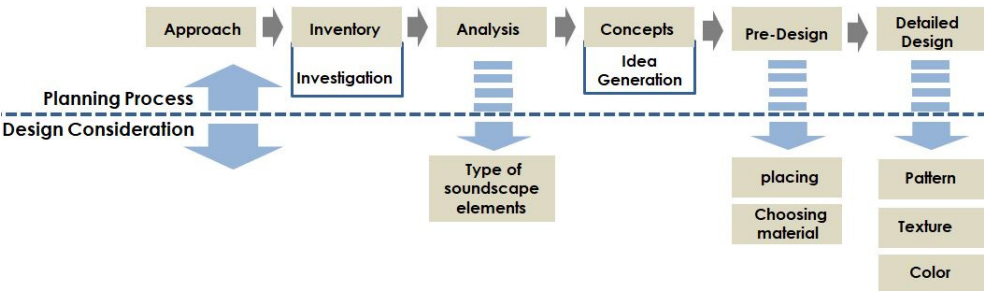 Approach
Inventory
Analysis
Concepts
Pre-Design
Detailed
Design
Investigation
Idea
Generation
Planning Process
Design Consideration
Type of
soundscape
elements
placing
Choosing
material
Pattern
Texture
Color